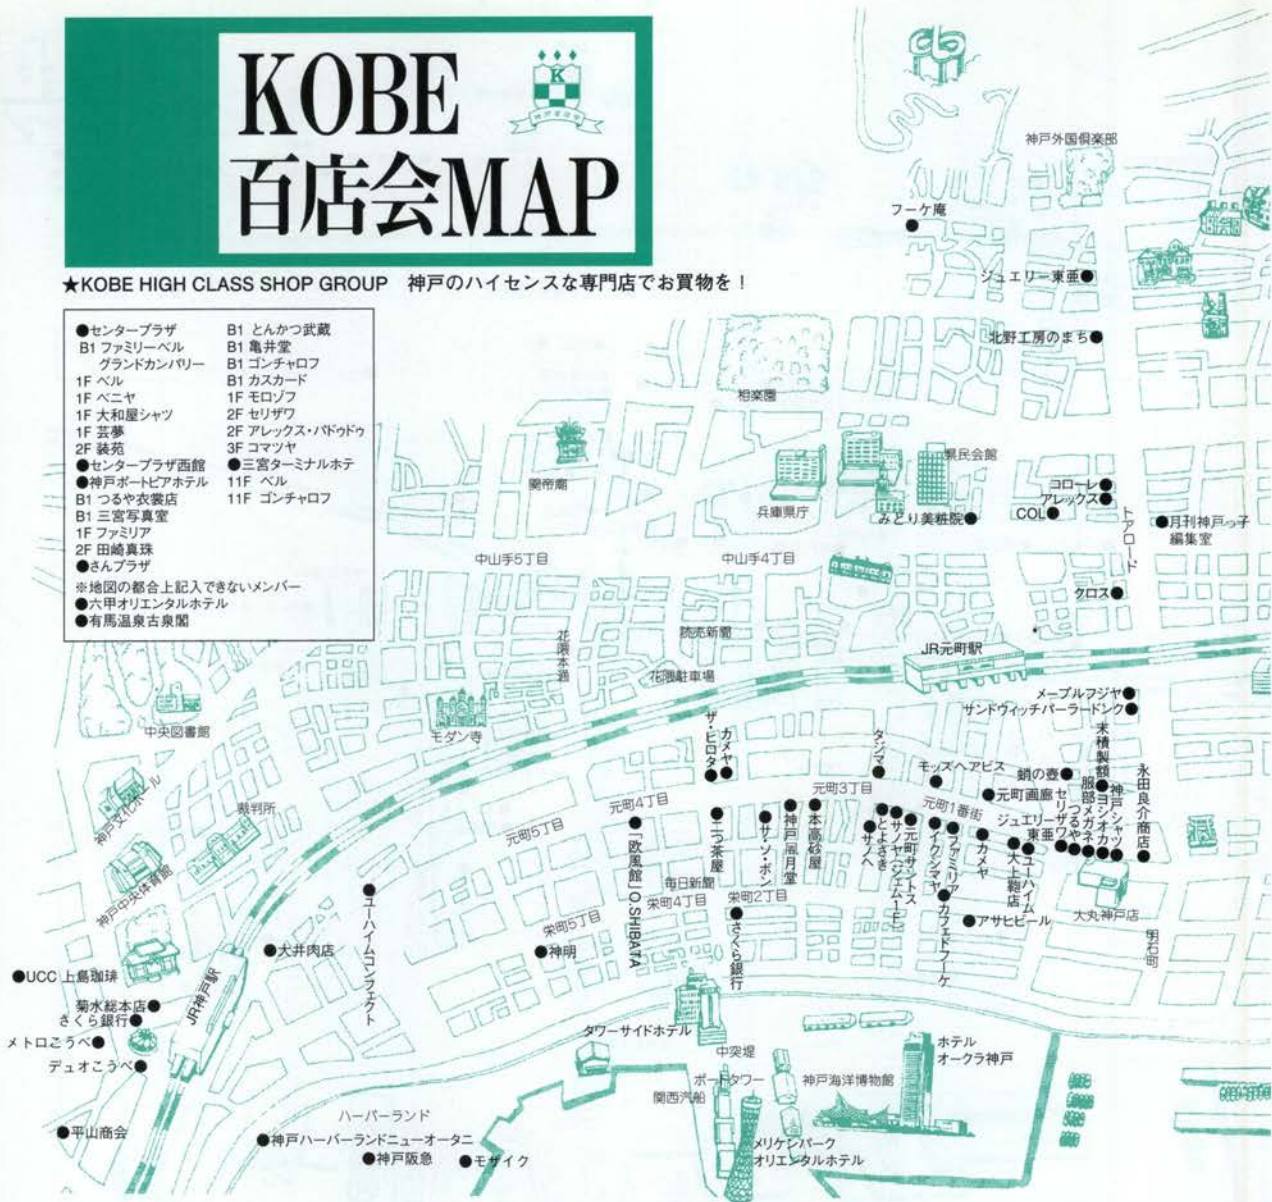 KOBE
百店会MAP
K
神戸百店会
★KOBE HIGH CLASS SHOP GROUP 神戸のハイセンスな専門店でお買物を!
●センタープラザ
B1 ファミリーベル
グランドカンパリー
1F ベル
1F ベニヤ
1F 大和屋シャツ
1F 芸夢
2F 装苑
●センタープラザ西館
●神戸ポートピアホテル
B1 つるや衣裳店
B1 三宮写真室
1F ファミリア
2F 田崎真珠
●さんプラザ
B1 とんかつ武蔵
B1 亀井堂
B1 ゴンチャロフ
B1 カスカード
1F モロゾフ
2F セリザワ
2F アレックス・パドゥドゥ
3F コマツヤ
●三宮ターミナルホテ
11F ベル
11F ゴンチャロフ
※地図の都合上記入できないメンバー
●六甲オリエンタルホテル
●有馬温泉古泉閣
神戸外国倶楽部
フーケ庵
ジュエリー東亜●
北野工房のまち●
相楽園
関帝廟
兵庫県庁
県民会館
みどり美粧院●
コローレ●
アレックス●
COL●
トアロード
●月刊神戸っ子
編集室
中山手5丁目
中山手4丁目
クロス●
花隈本通
読売新聞
花隈駐車場
JR元町駅
メープルフジヤ●
サンドウィッチパーラードンク●
中央図書館
モダン寺
ザ・ヒロタ
カメヤ
タジマ
モッズヘアビス
蛸の壺●
末積製額
永田良介商店
神戸文化ホール
裁判所
元町5丁目
元町4丁目
元町3丁目
元町1番街
●元町画廊
ジュエリー
東亜
セリザワ
つるや
服部メガネ
ヨシオカ
神戸シャツ
神戸中央体育館
「欧風館」O.SHIBATA
二つ茶屋
サン・ボン
神戸風月堂
本高砂屋
サノヘ
とよさき
サノヤ(ジェム1F)
元町サントス
イクシマヤ
ファミリア
カメヤ
大上鞄店
ユーハイム
毎日新聞
栄町5丁目
栄町4丁目
栄町2丁目
さくら銀行
カフェドフーケ
●アサヒビール
大丸神戸店
明石町
ユーハイムコンフェクト
●大井肉店
●神明
●UCC 上島珈琲
JR神戸駅
菊水総本店●
さくら銀行●
メトロこうべ●
デュオこうべ●
タワーサイドホテル
中突堤
ホテル
オークラ神戸
ポートタワー
関西汽船
神戸海洋博物館
ハーバーランド
●平山商会
●神戸ハーバーランドニューオータニ
●神戸阪急
●モザイク
メリケンパーク
オリエンタルホテル